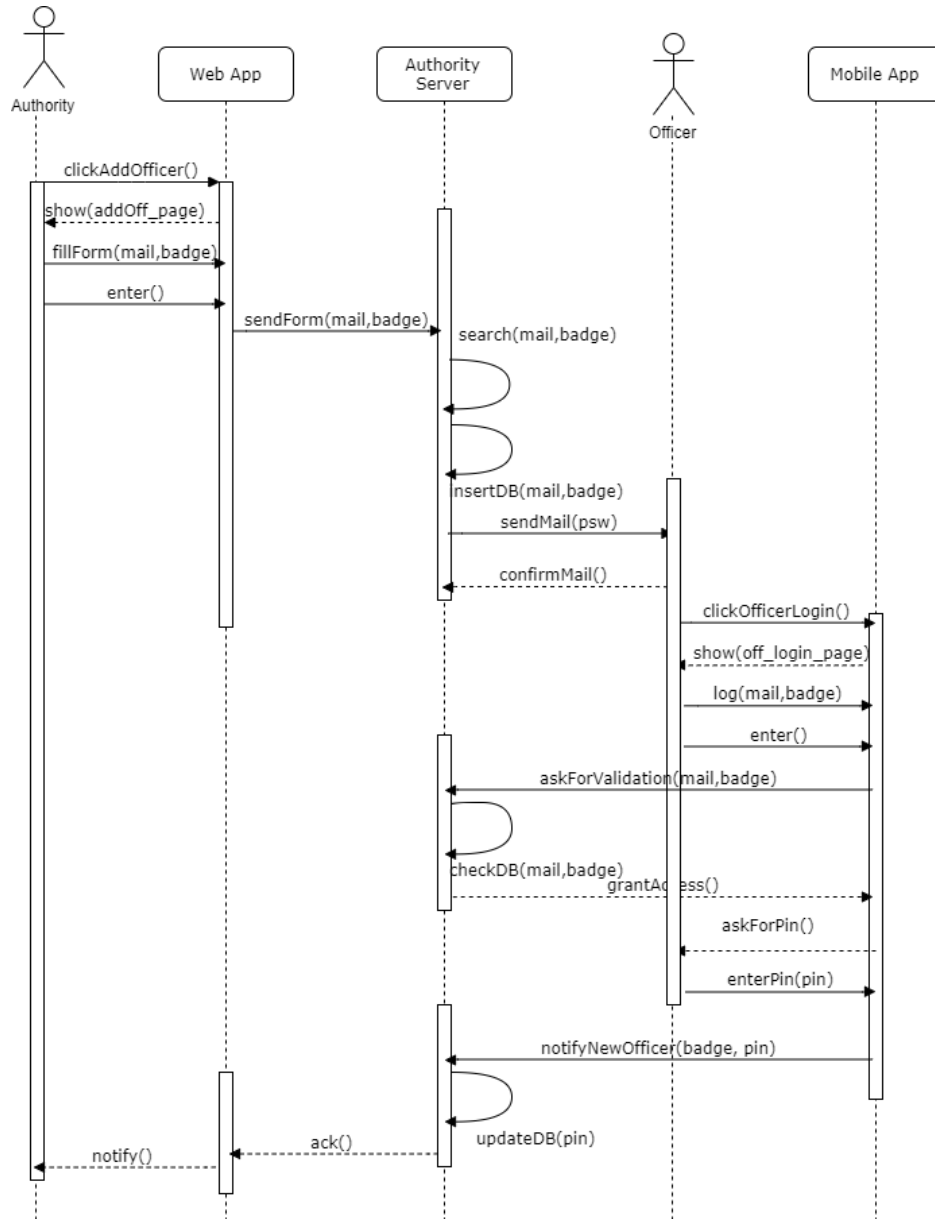 Authority
Web App
Authority
Server
Officer
Mobile App
clickAddOfficer()
show(addOff_page)
fillForm(mail,badge)
enter()
sendForm(mail,badge)
search(mail,badge)
insertDB(mail,badge)
sendMail(psw)
confirmMail()
clickOfficerLogin()
show(off_login_page)
log(mail,badge)
enter()
askForValidation(mail,badge)
checkDB(mail,badge)
grantAccess()
askForPin()
enterPin(pin)
notifyNewOfficer(badge, pin)
updateDB(pin)
ack()
notify()